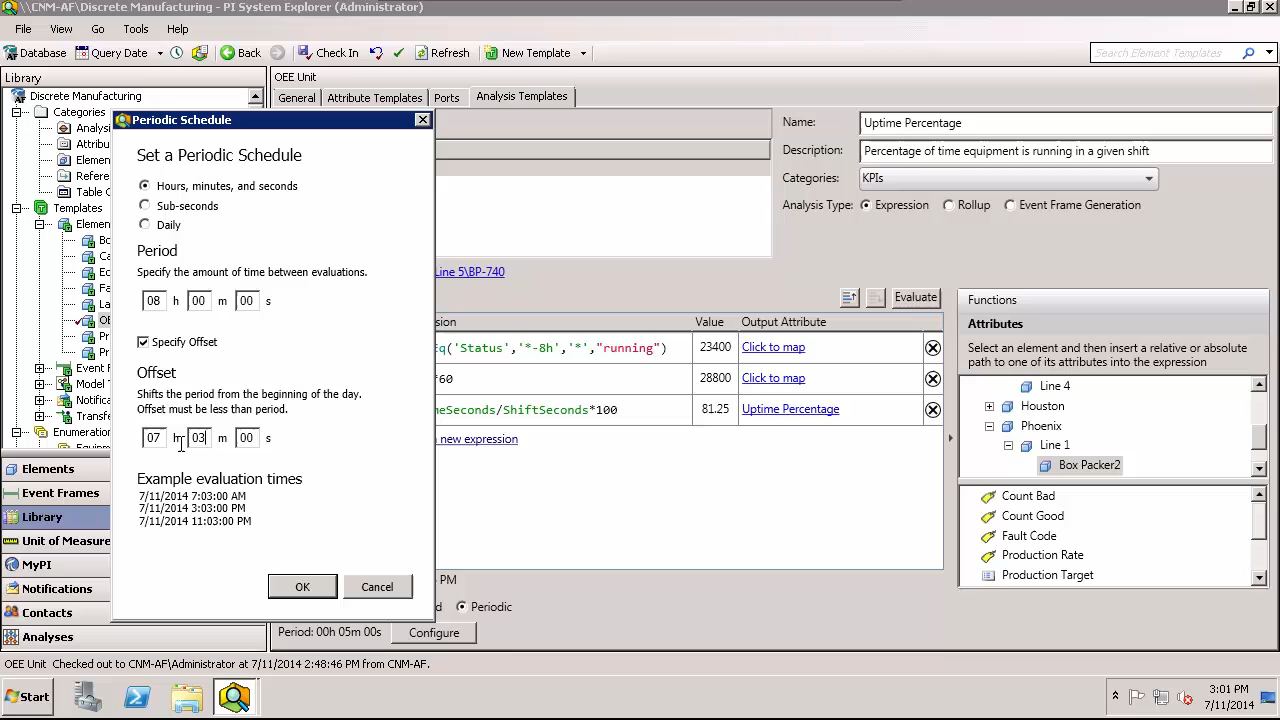 \\CNM-AF\Discrete Manufacturing - PI System Explorer (Administrator)
File View Go Tools Help
Database Query Date Back Check In Refresh New Template Search Element Templates
Library
Discrete Manufacturing
Categories
Templates
Enumeration
Elements
Event Frames
Library
Unit of Measure
MyPI
Notifications
Contacts
Analyses
Periodic Schedule
Set a Periodic Schedule
Hours, minutes, and seconds
Sub-seconds
Daily
Period
Specify the amount of time between evaluations.
08 h 00 m 00 s
Specify Offset
Offset
Shifts the period from the beginning of the day.
Offset must be less than period.
07 h 03 m 00 s
Example evaluation times
7/11/2014 7:03:00 AM
7/11/2014 3:03:00 PM
7/11/2014 11:03:00 PM
OK Cancel
OEE Unit
General Attribute Templates Ports Analysis Templates
Name: Uptime Percentage
Description: Percentage of time equipment is running in a given shift
Categories: KPIs
Analysis Type: Expression Rollup Event Frame Generation
Line 5\BP-740
Evaluate
sion Value Output Attribute
Eq('Status','*-8h','*',"running") 23400 Click to map
*60 28800 Click to map
meSeconds/ShiftSeconds*100 81.25 Uptime Percentage
new expression
PM
d Periodic
Period: 00h 05m 00s Configure
Functions
Attributes
Select an element and then insert a relative or absolute
path to one of its attributes into the expression
Line 4
Houston
Phoenix
Line 1
Box Packer2
Count Bad
Count Good
Fault Code
Production Rate
Production Target
OEE Unit Checked out to CNM-AF\Administrator at 7/11/2014 2:48:46 PM from CNM-AF.
Start
3:01 PM
7/11/2014